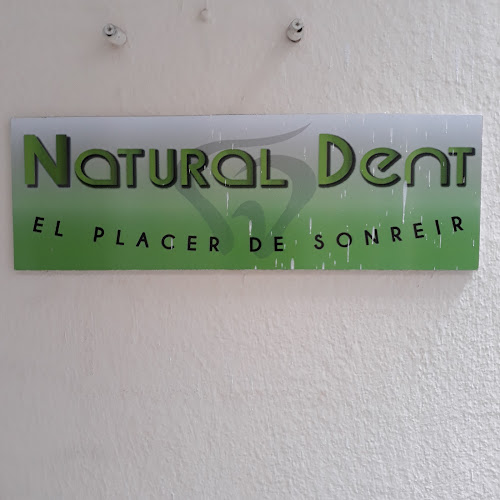 NATURAL DENT
EL PLACER DE SONREIR